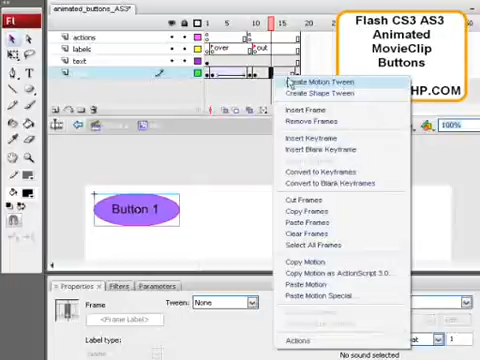 animated_buttons_AS3*
Flash CS3 AS3
Animated
MovieClip
Buttons
HP.COM
Fl
1 5 10 15 20
actions
labels
over
out
text
Create Motion Tween
Create Shape Tween
Insert Frame
Remove Frames
Insert Keyframe
Insert Blank Keyframe
Convert to Keyframes
Convert to Blank Keyframes
Cut Frames
Copy Frames
Paste Frames
Clear Frames
Select All Frames
Copy Motion
Copy Motion as ActionScript 3.0...
Paste Motion
Paste Motion Special...
Actions
100%
Button 1
Properties
Filters
Parameters
Frame
Tween: None
<Frame Label>
Label type:
No sound selected